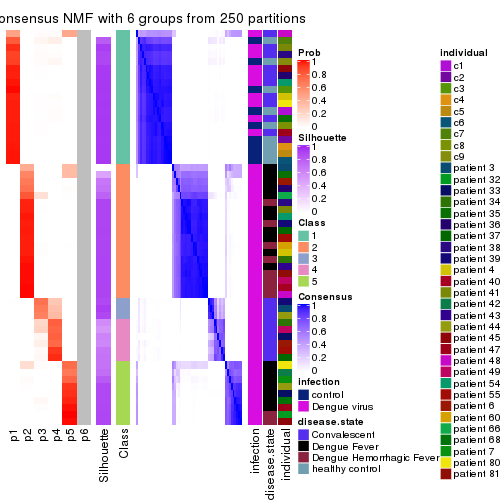 onsensus NMF with 6 groups from 250 partitions
p1
p2
p3
p4
p5
p6
Silhouette
Class
infection
disease.state
individual
Prob
1
0.8
0.6
0.4
0.2
0
Silhouette
1
0.8
0.6
0.4
0.2
0
Class
1
2
3
4
5
Consensus
1
0.8
0.6
0.4
0.2
0
infection
control
Dengue virus
disease.state
Convalescent
Dengue Fever
Dengue Hemorrhagic Fever
healthy control
individual
c1
c2
c3
c4
c5
c6
c7
c8
c9
patient 3
patient 32
patient 33
patient 34
patient 35
patient 36
patient 37
patient 38
patient 39
patient 4
patient 40
patient 41
patient 42
patient 43
patient 44
patient 45
patient 47
patient 48
patient 49
patient 54
patient 55
patient 6
patient 60
patient 66
patient 68
patient 7
patient 80
patient 81